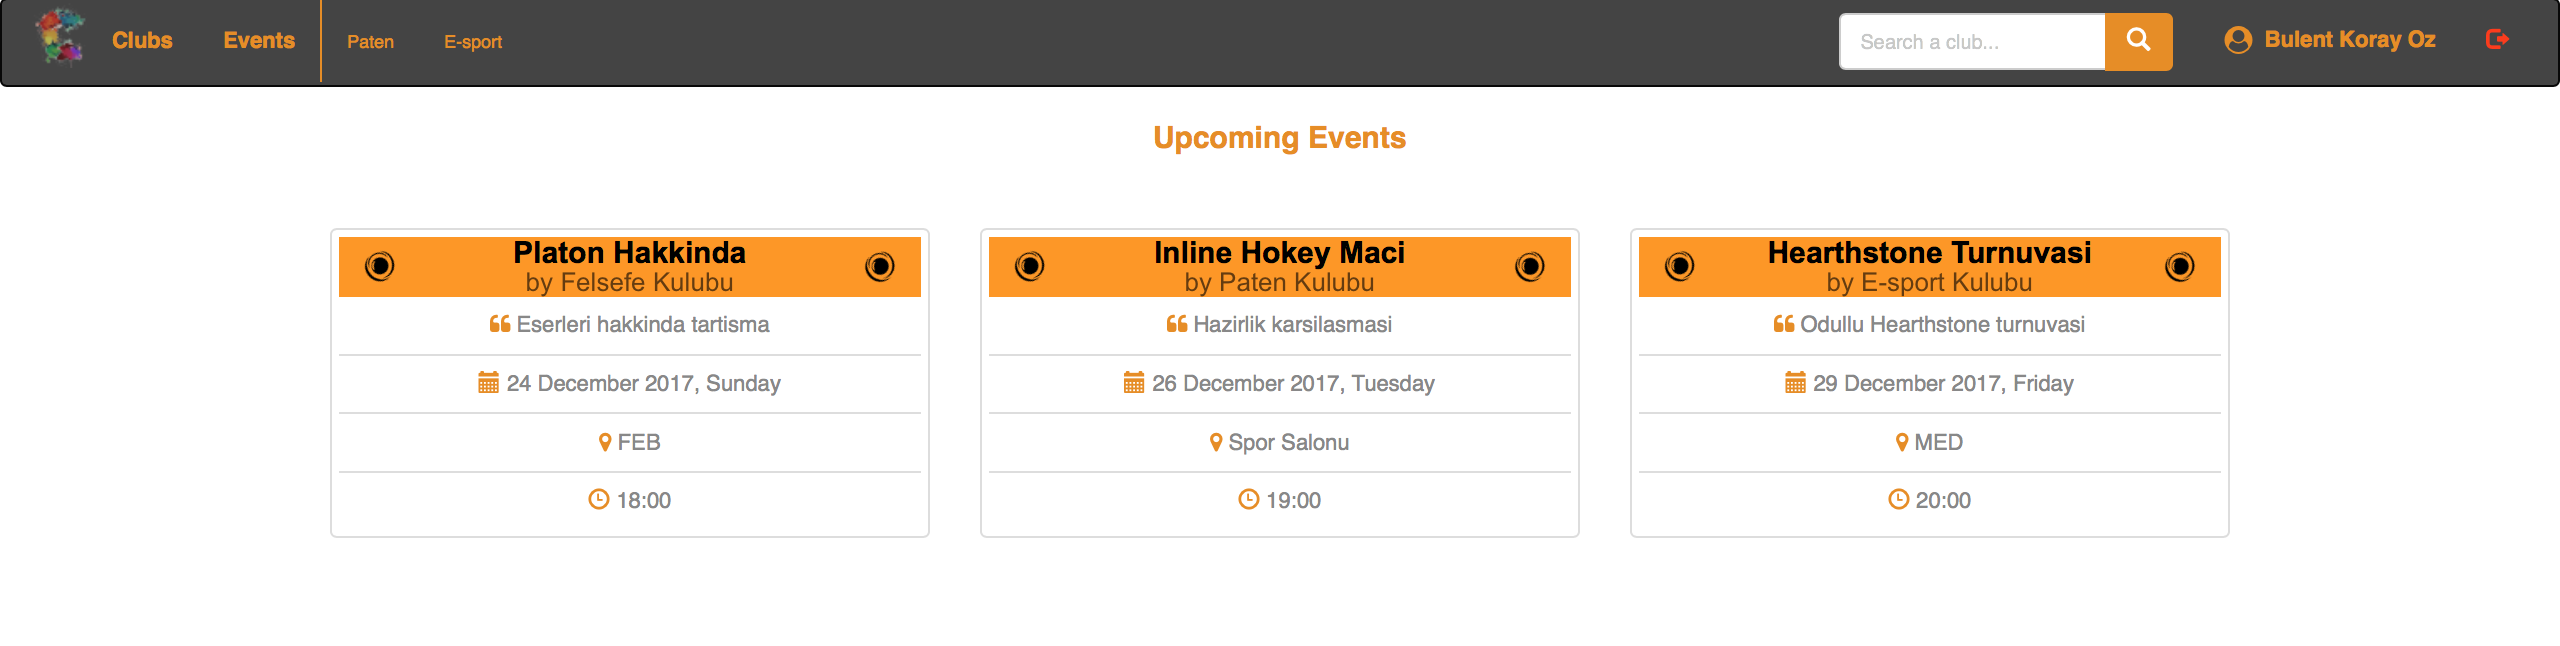 Clubs Events Paten E-sport Search a club... Bulent Koray Oz
Upcoming Events
Platon Hakkinda
by Felsefe Kulubu
Eserleri hakkinda tartisma
24 December 2017, Sunday
FEB
18:00
Inline Hokey Maci
by Paten Kulubu
Hazirlik karsilasmasi
26 December 2017, Tuesday
Spor Salonu
19:00
Hearthstone Turnuvasi
by E-sport Kulubu
Odullu Hearthstone turnuvasi
29 December 2017, Friday
MED
20:00